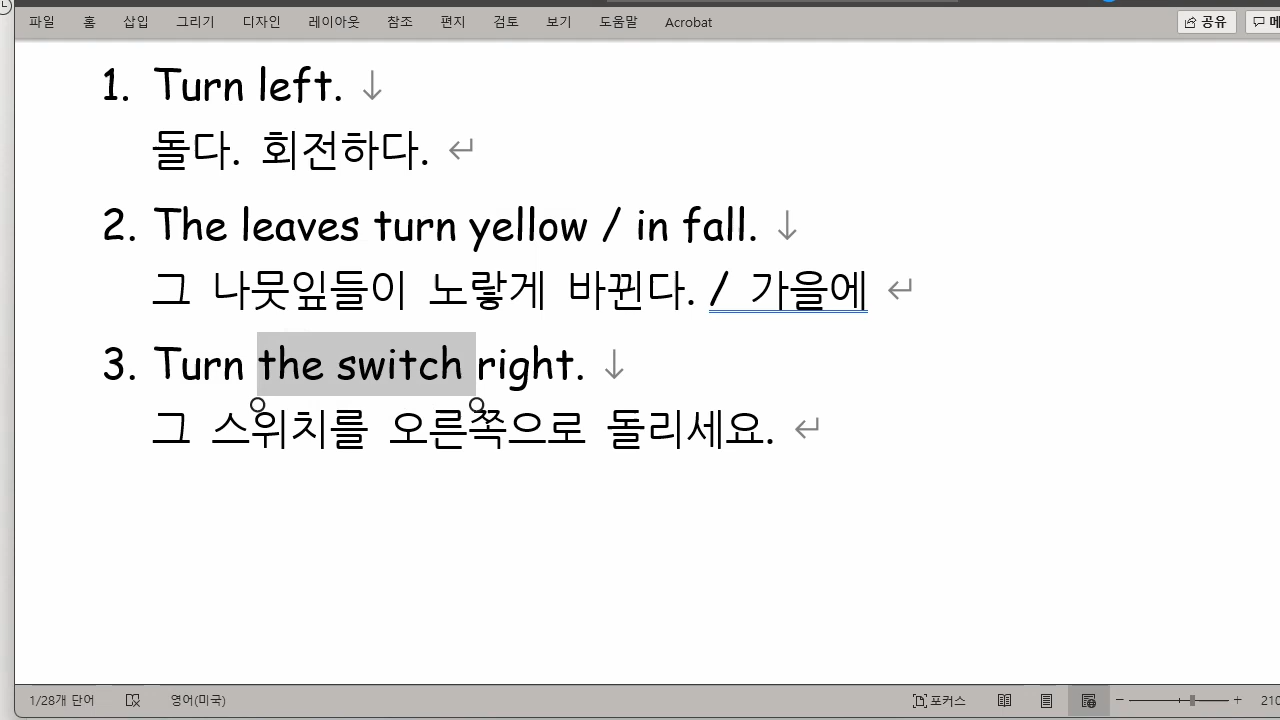 파일 홈 삽입 그리기 디자인 레이아웃 참조 편지 검토 보기 도움말 Acrobat 공유 메
1. Turn left. ↓
돌다. 회전하다. ↵
2. The leaves turn yellow / in fall. ↓
그 나뭇잎들이 노랗게 바뀐다. / 가을에 ↵
3. Turn the switch right. ↓
그 스위치를 오른쪽으로 돌리세요. ↵
1/28개 단어 영어(미국) 포커스 − + 210